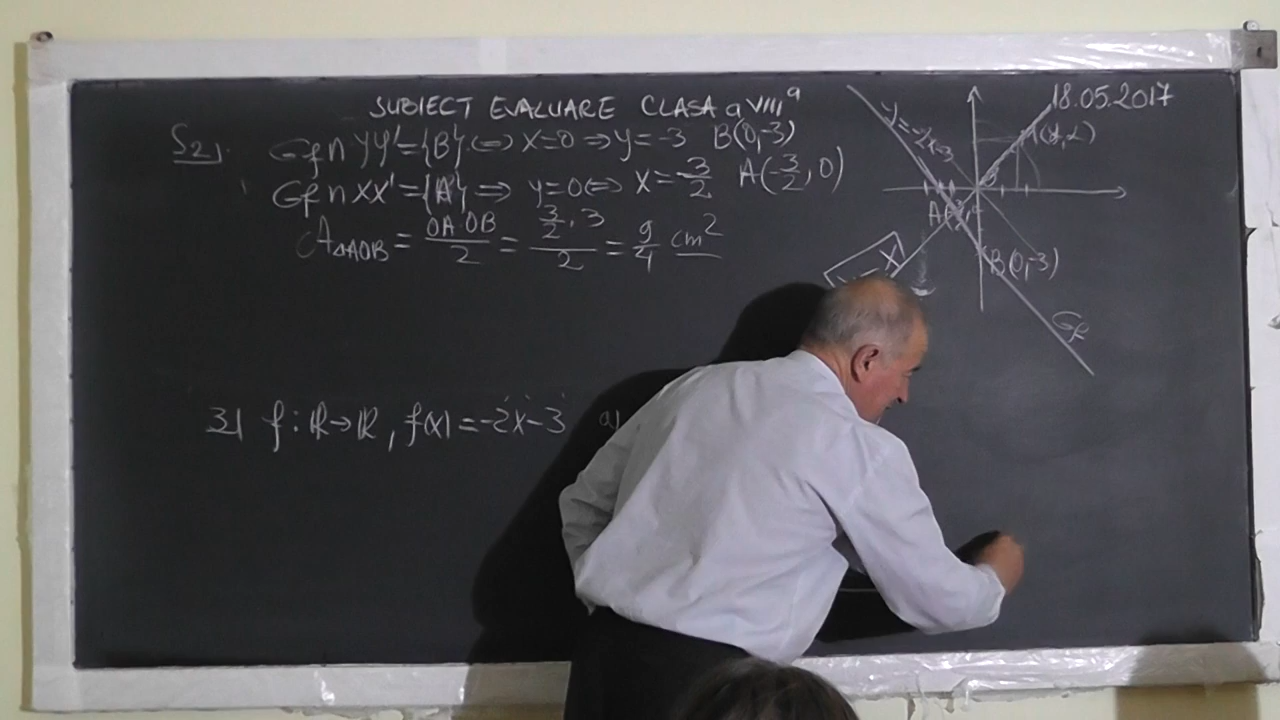 SUBIECT EVALUARE CLASA a VIII a
18.05.2017
S2).
Gf ∩ YY' = {B} ⇔ X=0 ⇒ y=-3 B(0,-3)
Gf ∩ XX' = {A} ⇒ y=0 ⇔ X=-3/2 A(-3/2, 0)
A△AOB = OA·OB/2 = 3/2·3/2 = 9/4 cm²
y=-2x-3
B(0,-3)
Gf
3) f: ℝ→ℝ, f(x)=-2x-3 a)